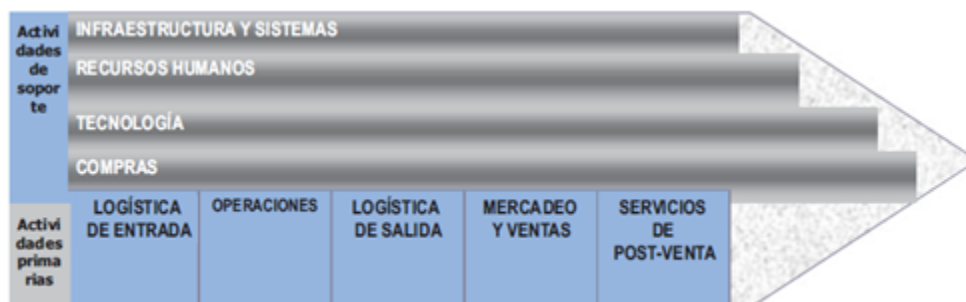 Activi
dades
de
sopor
te
INFRAESTRUCTURA Y SISTEMAS
RECURSOS HUMANOS
TECNOLOGÍA
COMPRAS
Activi
dades
prima
rias
LOGÍSTICA
DE ENTRADA
OPERACIONES
LOGÍSTICA
DE SALIDA
MERCADEO
Y VENTAS
SERVICIOS
DE
POST-VENTA